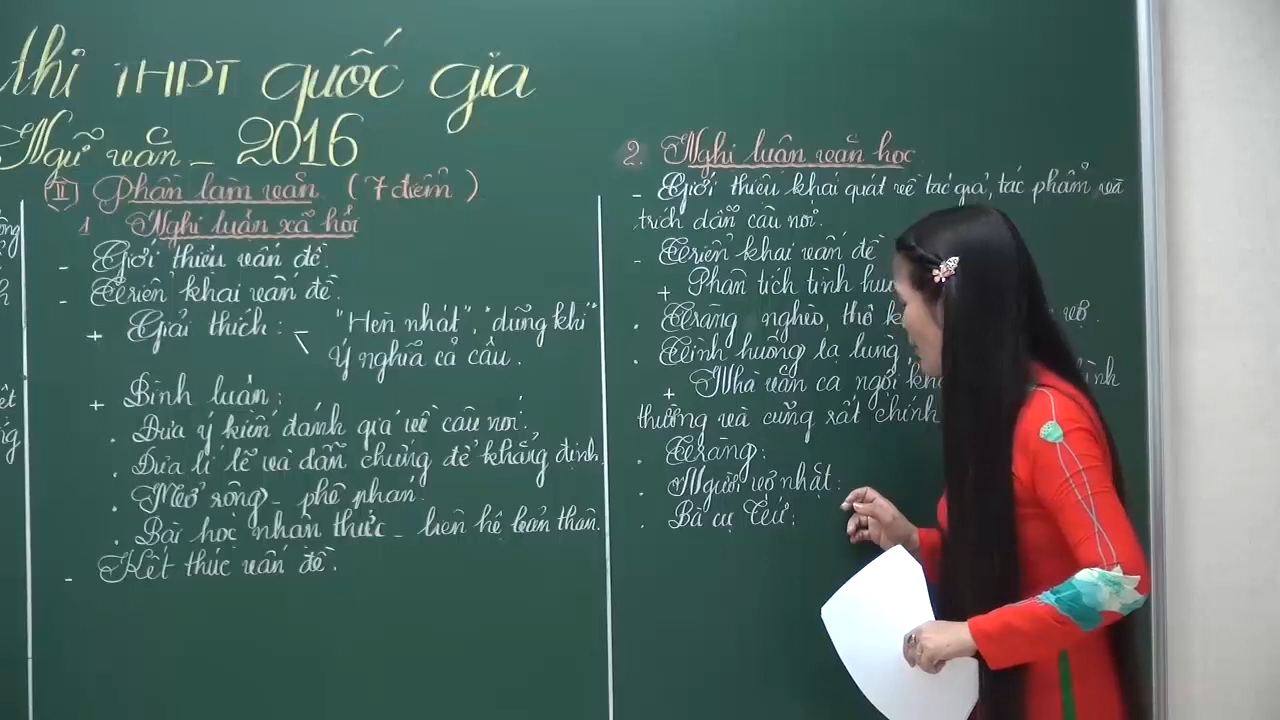 thi THPT quốc gia
Ngữ văn - 2016
II Phần làm văn (7 điểm)
1 Nghị luận xã hội
- Giới thiệu vấn đề.
- Triển khai vấn đề.
+ Giải thích: - "Hèn nhát", "dũng khí"
\ Ý nghĩa cả câu.
+ Bình luận:
. Đưa ý kiến đánh giá về câu nói.
. Đưa lí lẽ và dẫn chứng để khẳng định.
. Mở rộng - phê phán.
. Bài học nhận thức - liên hệ bản thân.
- Kết thúc vấn đề.
2. Nghị luận văn học
- Giới thiệu khái quát về tác giả, tác phẩm và
trích dẫn câu nói.
- Triển khai vấn đề
+ Phân tích tình
. Tràng nghèo, thô vợ.
. Tình huống lạ lùng,
+ Nhà văn ca ngợi
thường và cũng rất chính
. Tràng:
. Người vợ nhặt:
. Bà cụ Tứ: